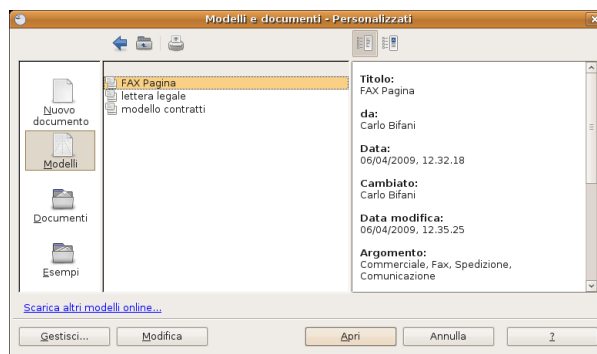 Modelli e documenti - Personalizzati
Nuovo
documento
Modelli
Documenti
Esempi
FAX Pagina
lettera legale
modello contratti
Titolo:
FAX Pagina
da:
Carlo Bifani
Data:
06/04/2009, 12.32.18
Cambiato:
Carlo Bifani
Data modifica:
06/04/2009, 12.35.25
Argomento:
Commerciale, Fax, Spedizione,
Comunicazione
Scarica altri modelli online...
Gestisci...
Modifica
Apri
Annulla
?